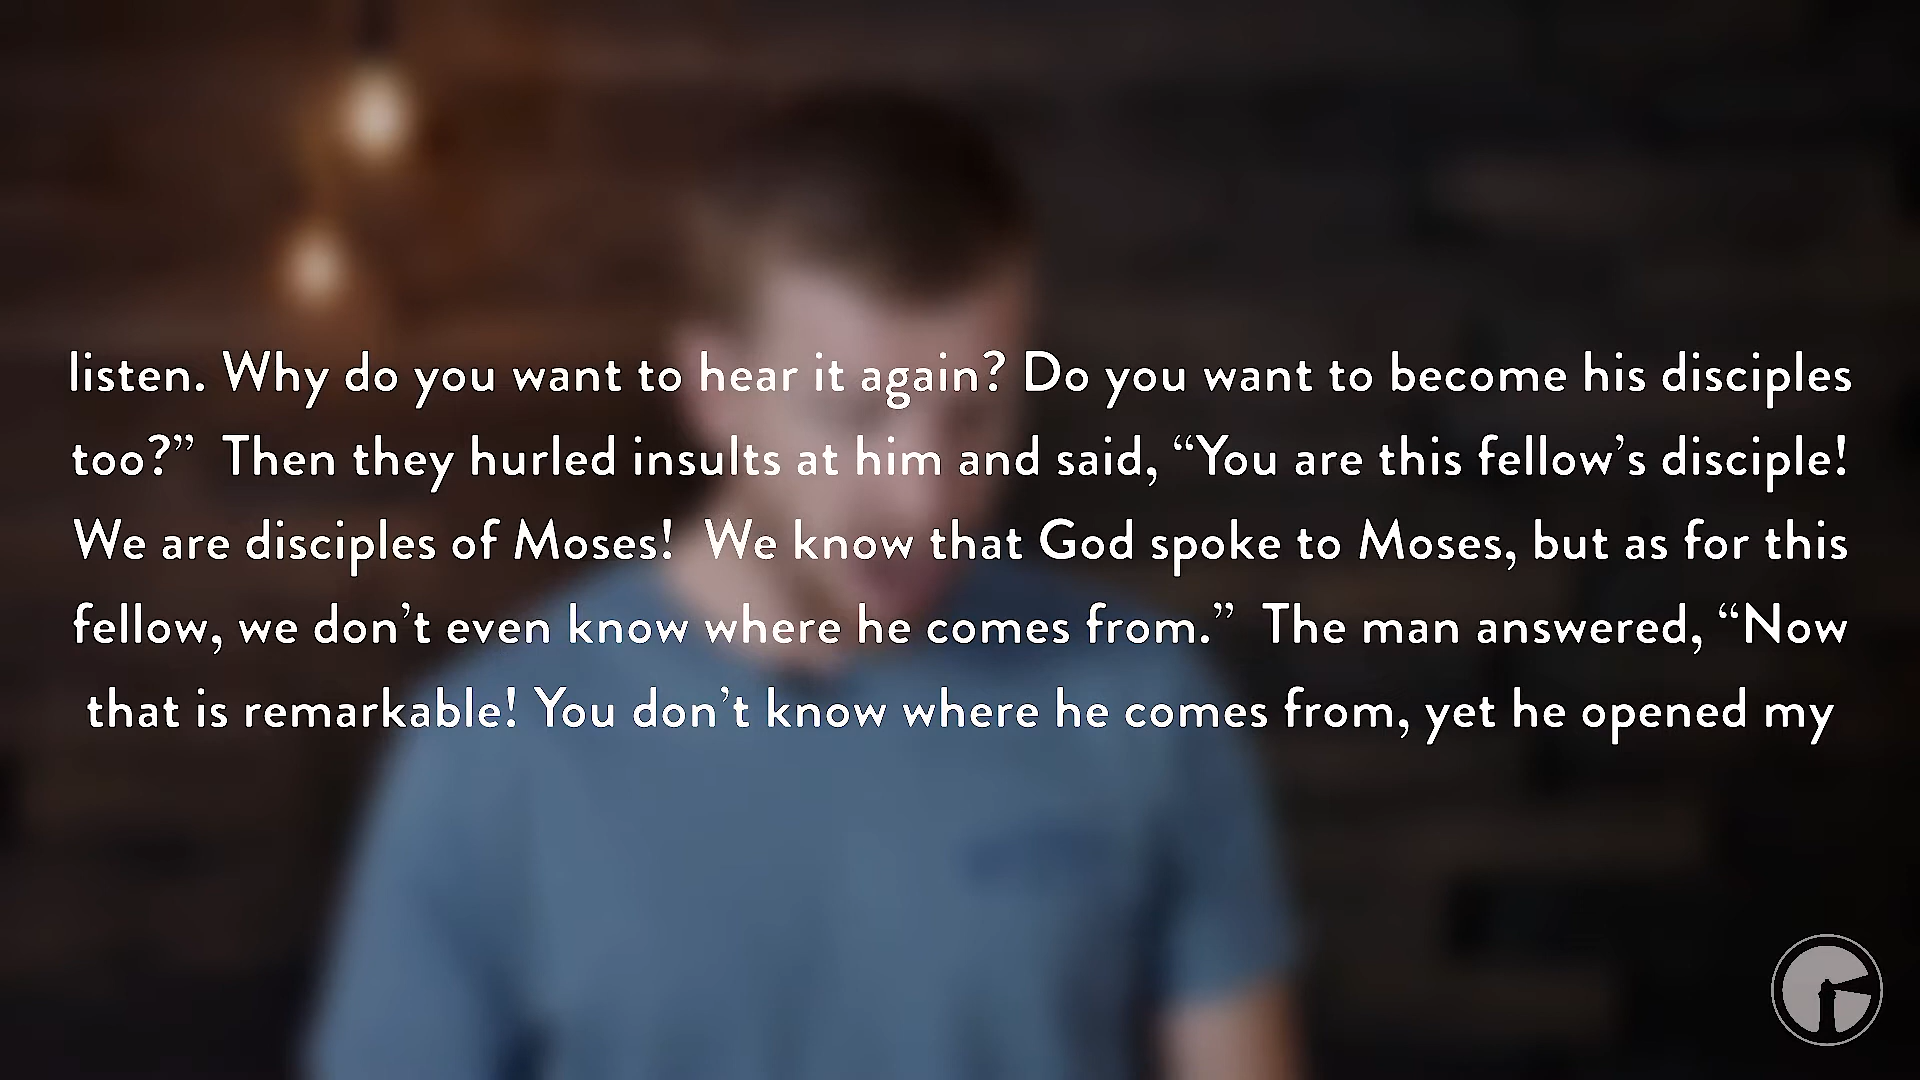 listen. Why do you want to hear it again? Do you want to become his disciples
too?”  Then they hurled insults at him and said, “You are this fellow’s disciple!
We are disciples of Moses!  We know that God spoke to Moses, but as for this
fellow, we don’t even know where he comes from.”  The man answered, “Now
that is remarkable! You don’t know where he comes from, yet he opened my